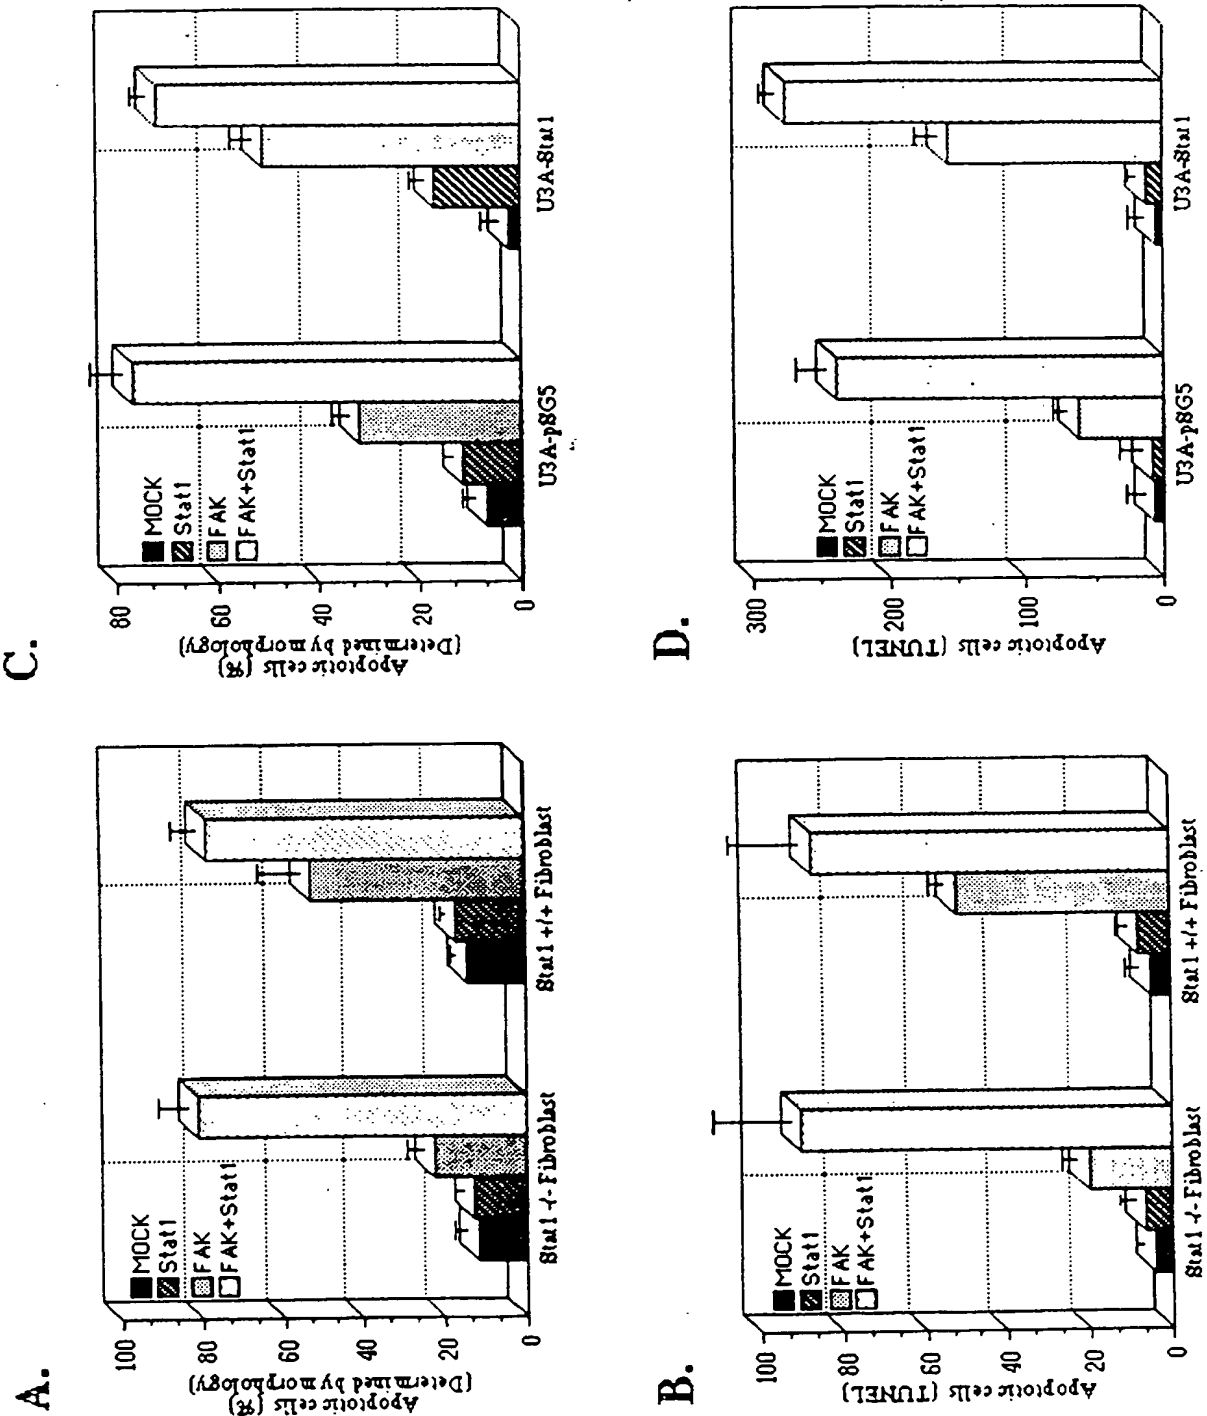 A.
Apoptotic cells (%)
(Determined by morphology)
100
80
60
40
20
0
MOCK
Stat1
FAK
FAK+Stat1
Stat1 -/- Fibroblast
Stat1 +/+ Fibroblast
B.
Apoptotic cells (TUNEL)
100
80
60
40
20
0
MOCK
Stat1
FAK
FAK+Stat1
Stat1 -/- Fibroblast
Stat1 +/+ Fibroblast
C.
Apoptotic cells (%)
(Determined by morphology)
80
60
40
20
0
MOCK
Stat1
FAK
FAK+Stat1
U3A-pSG5
U3A-Stat1
D.
Apoptotic cells (TUNEL)
300
200
100
0
MOCK
Stat1
FAK
FAK+Stat1
U3A-pSG5
U3A-Stat1